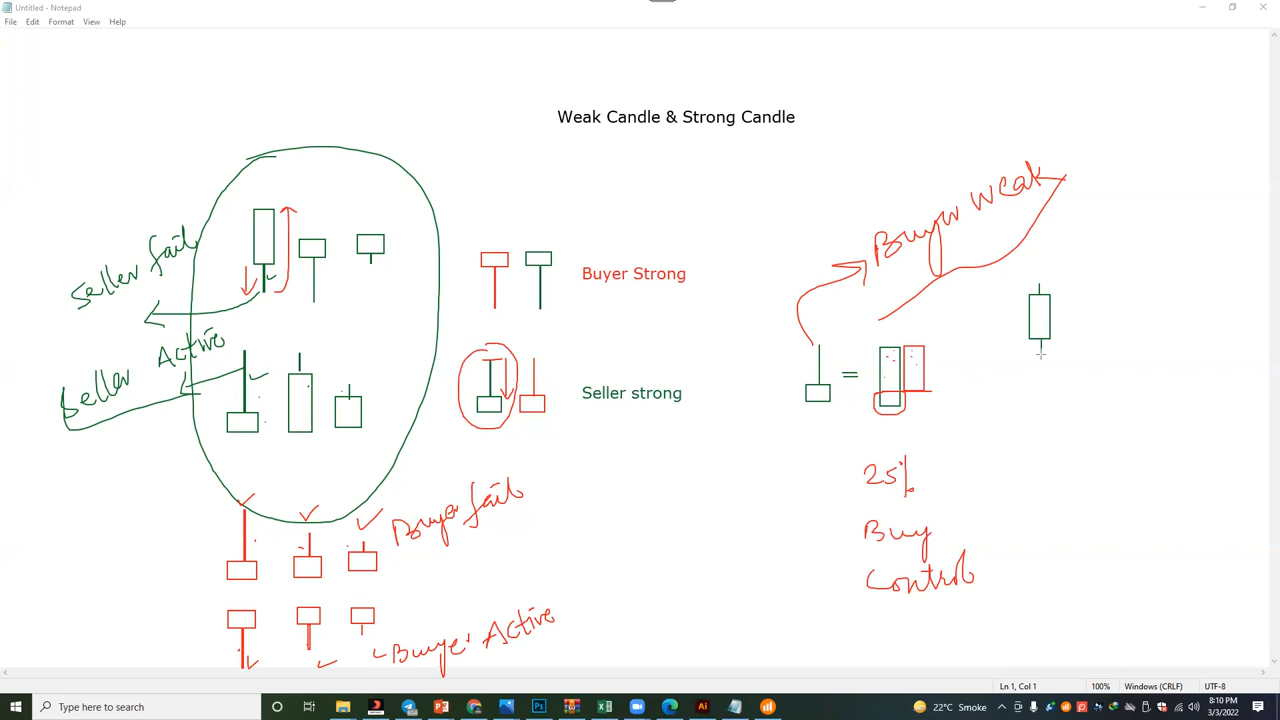 Untitled - Notepad
File Edit Format View Help
Weak Candle & Strong Candle
Seller fail
Seller Active
Buyer Strong
Seller strong
Buyer Weak
=
25%
Buy
Control
Buyer fail
Buyer Active
Ln 1, Col 1 100% Windows (CRLF) UTF-8
Type here to search
22°C Smoke
8:10 PM
3/3/2022